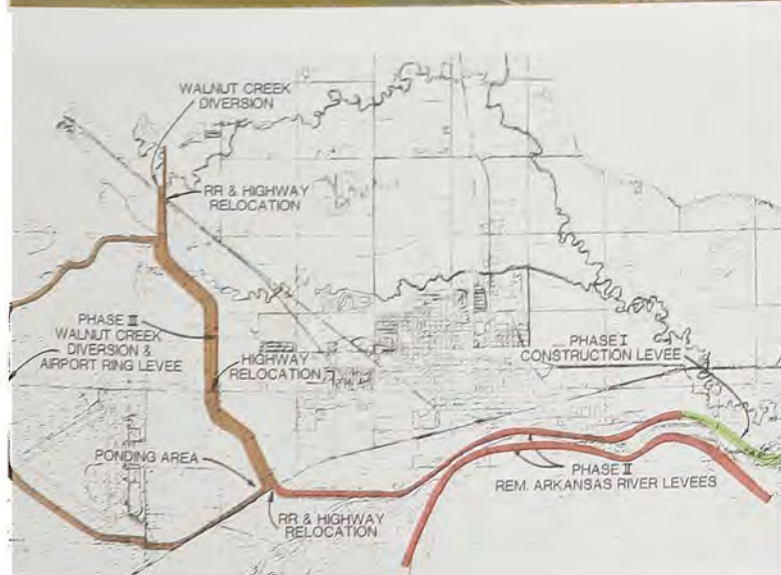 WALNUT CREEK
DIVERSION
RR & HIGHWAY
RELOCATION
PHASE III
WALNUT CREEK
DIVERSION &
AIRPORT RING LEVEE
HIGHWAY
RELOCATION
PHASE I
CONSTRUCTION LEVEE
PONDING AREA
PHASE II
REM. ARKANSAS RIVER LEVEES
RR & HIGHWAY
RELOCATION